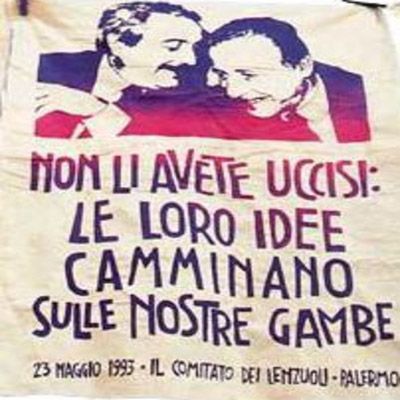 NON LI AVETE UCCISI:
LE LORO IDEE
CAMMINANO
SULLE NOSTRE GAMBE
23 MAGGIO 1993 - IL COMITATO DEI LENZUOLI - PALERMO